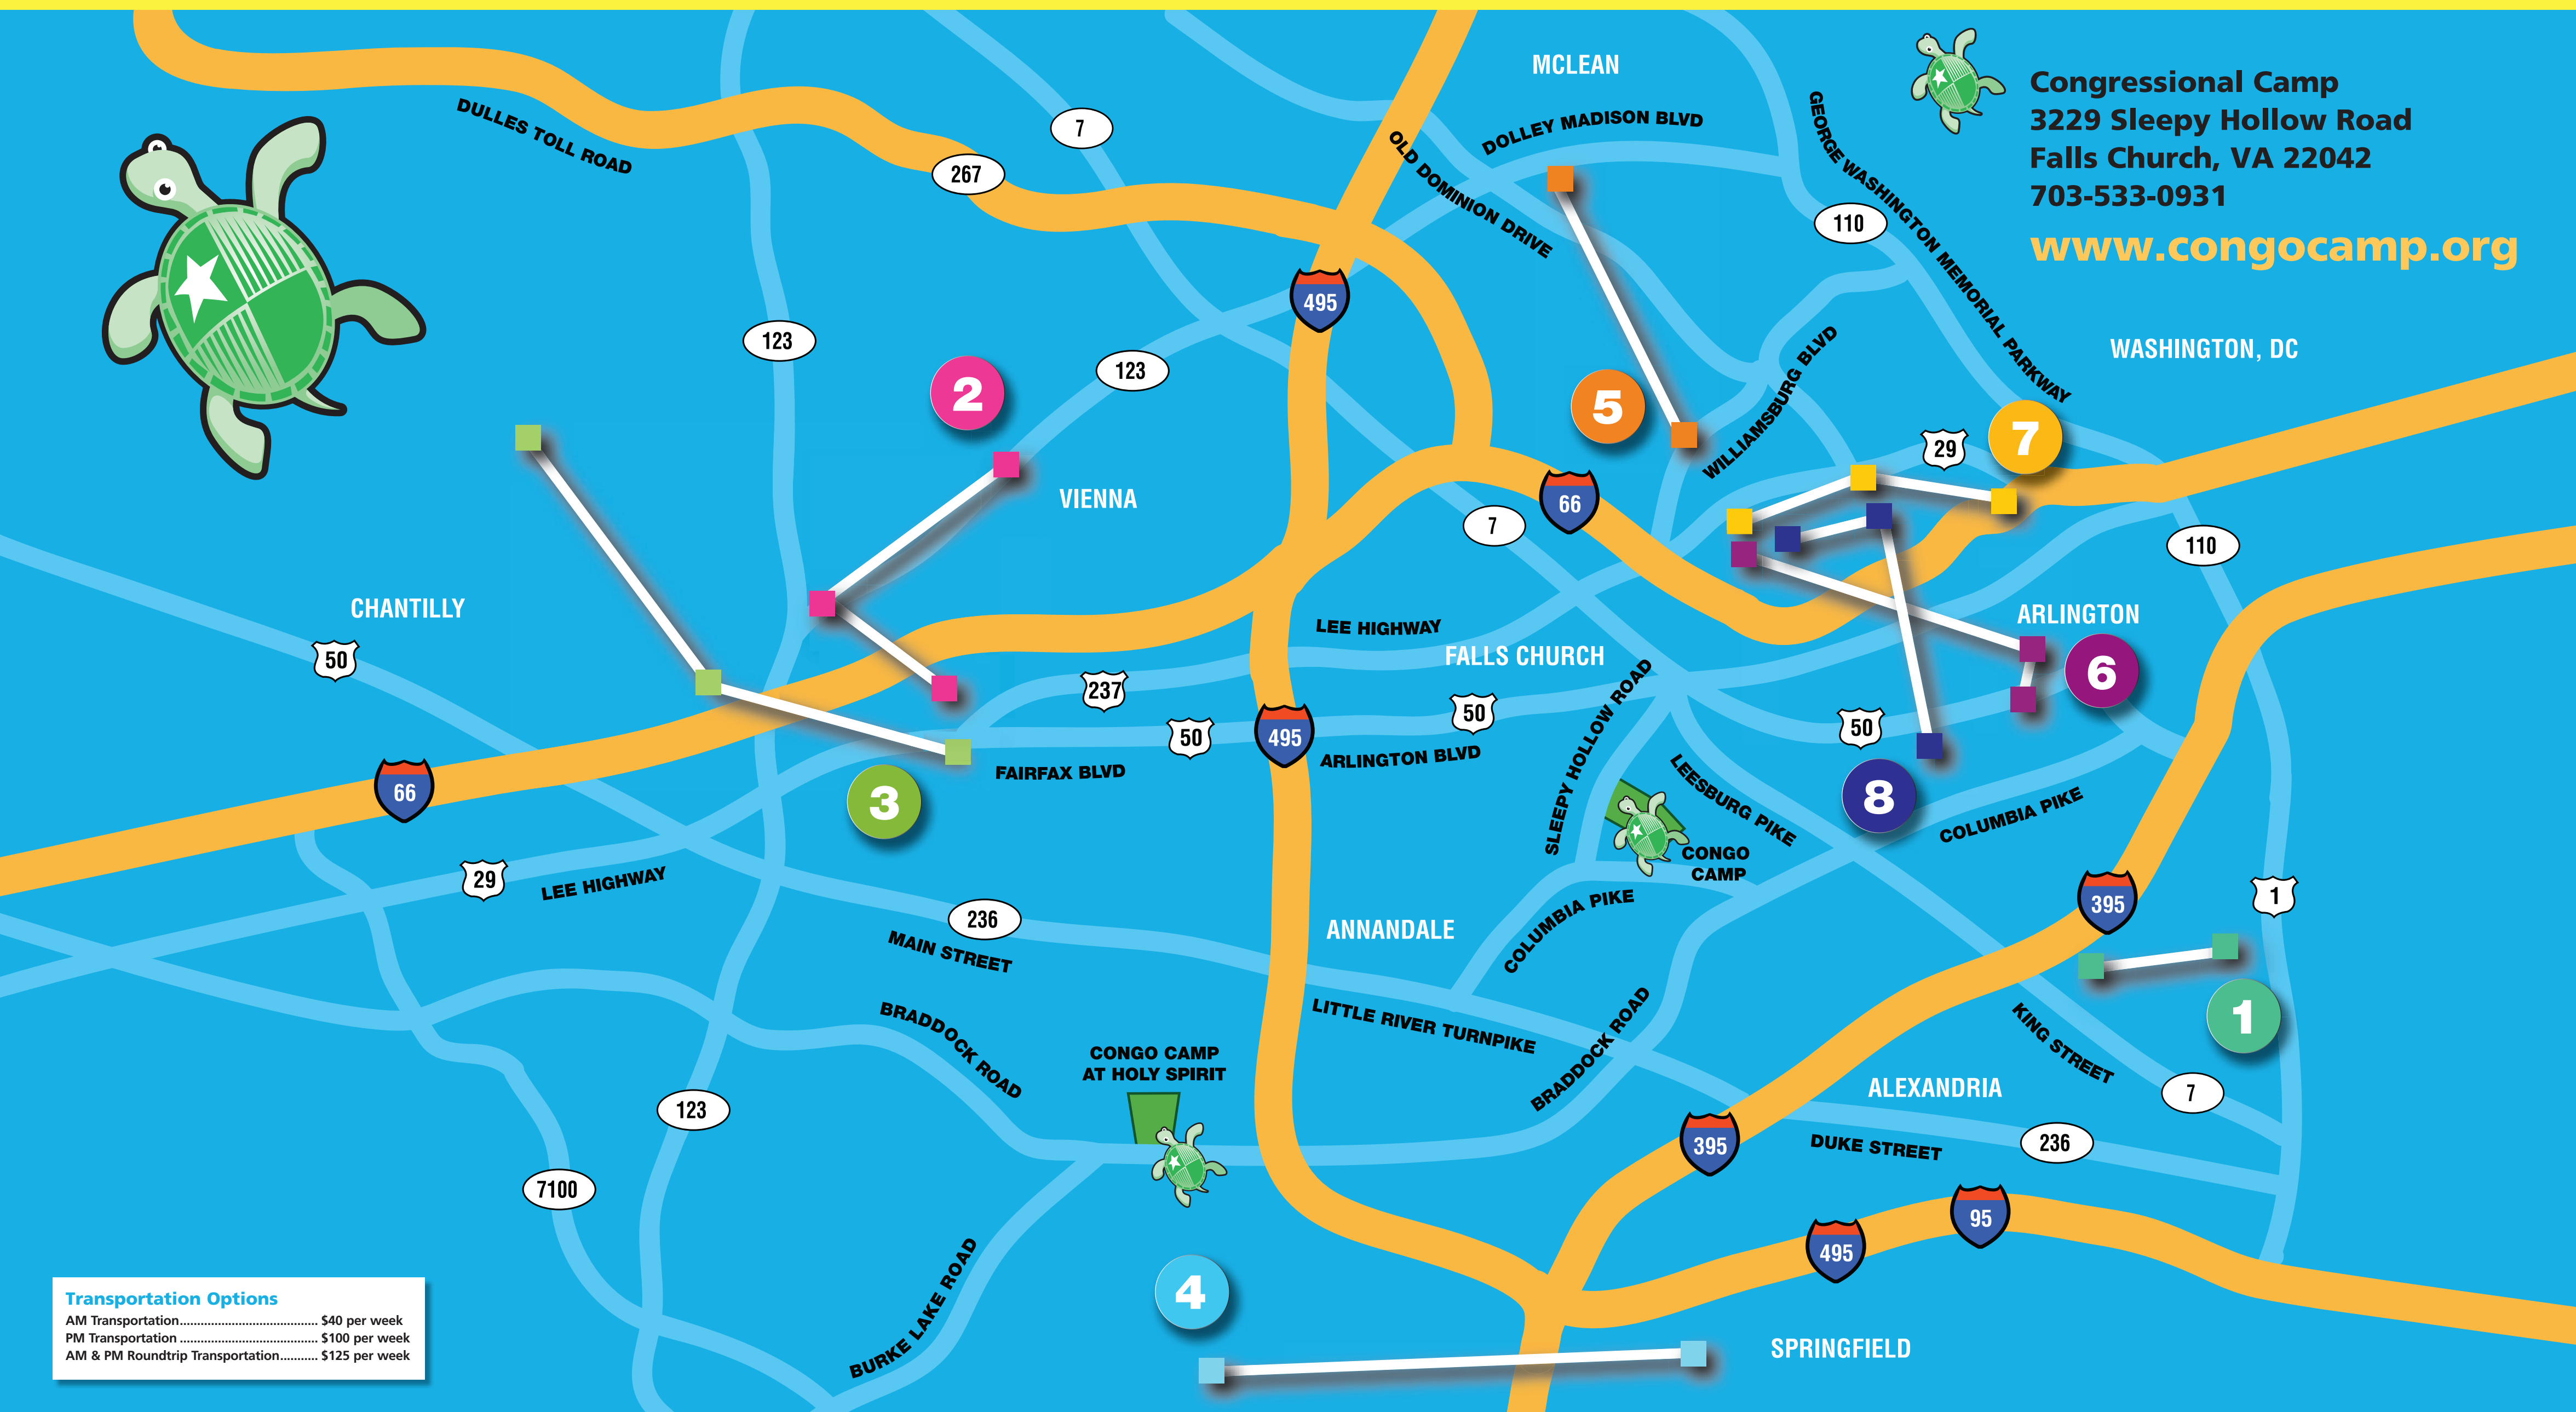 MCLEAN
Congressional Camp
3229 Sleepy Hollow Road
Falls Church, VA 22042
703-533-0931
www.congocamp.org
DULLES TOLL ROAD
7
267
DOLLEY MADISON BLVD
OLD DOMINION DRIVE
GEORGE WASHINGTON MEMORIAL PARKWAY
110
495
123
123
2
5
WILLIAMSBURG BLVD
WASHINGTON, DC
7
29
VIENNA
66
7
110
CHANTILLY
50
LEE HIGHWAY
FALLS CHURCH
ARLINGTON
6
237
50
50
495
ARLINGTON BLVD
SLEEPY HOLLOW ROAD
50
66
FAIRFAX BLVD
3
LEESBURG PIKE
8
COLUMBIA PIKE
CONGO
CAMP
29
LEE HIGHWAY
236
MAIN STREET
ANNANDALE
COLUMBIA PIKE
395
1
1
BRADDOCK ROAD
LITTLE RIVER TURNPIKE
BRADDOCK ROAD
KING STREET
CONGO CAMP
AT HOLY SPIRIT
ALEXANDRIA
7
123
395
DUKE STREET
236
7100
495
95
BURKE LAKE ROAD
4
SPRINGFIELD
Transportation Options
AM Transportation........................................ $40 per week
PM Transportation ........................................ $100 per week
AM & PM Roundtrip Transportation........... $125 per week